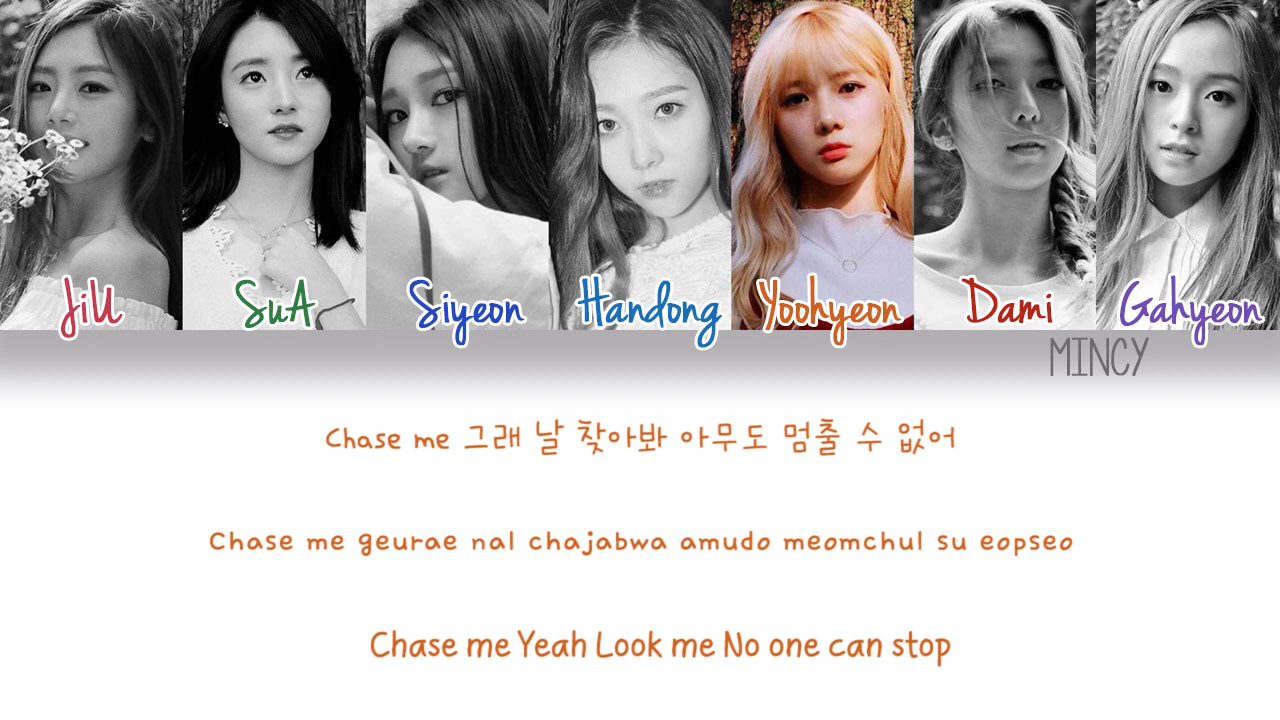 JiU SuA Siyeon Handong Yoohyeon Dami Gahyeon
MINCY
Chase me 그래 날 찾아봐 아무도 멈출 수 없어
Chase me geurae nal chajabwa amudo meomchul su eopseo
Chase me Yeah Look me No one can stop